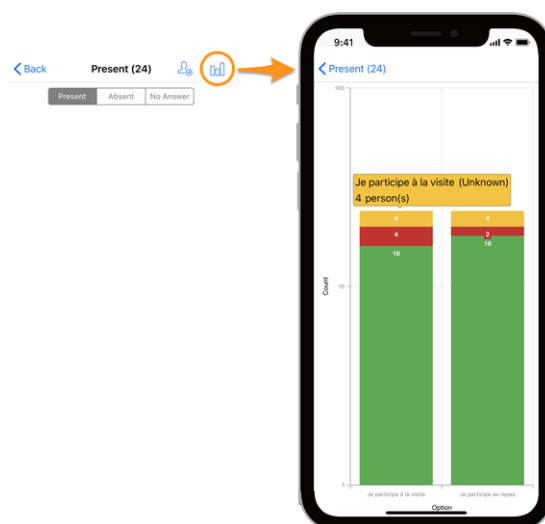 Back
Present (24)
Present
Absent
No Answer
9:41
Present (24)
100
Je participe à la visite (Unknown)
4 person(s)
4
4
4
2
16
18
Count
10
1
Je participe à la visite
Je participe au repas
Option